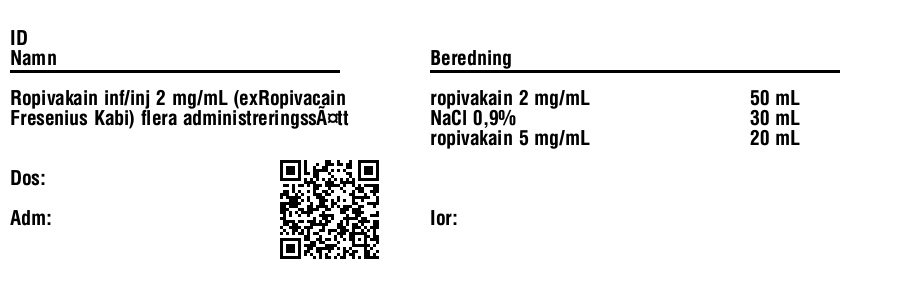 ID
Namn
Ropivakain inf/inj 2 mg/mL (exRopivacain
Fresenius Kabi) flera administreringssÃ¤tt
Dos:
Adm:
Beredning
ropivakain 2 mg/mL 50 mL
NaCl 0,9% 30 mL
ropivakain 5 mg/mL 20 mL
Ior: